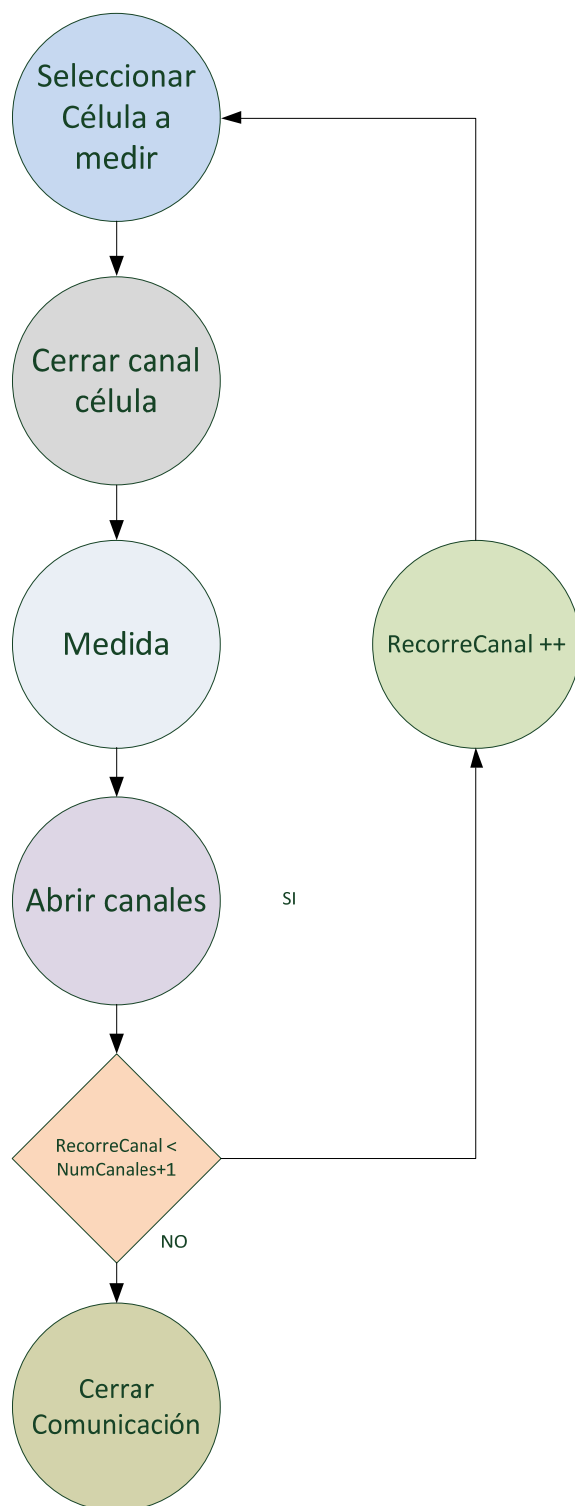 Seleccionar
Célula a
medir
Cerrar canal
célula
Medida
RecorreCanal ++
Abrir canales
SI
RecorreCanal <
NumCanales+1
NO
Cerrar
Comunicación